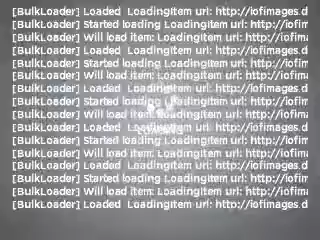 [BulkLoader] Loaded LoadingItem url: http://iofimages.d
[BulkLoader] Started loading LoadingItem url: http://iofin
[BulkLoader] Will load item: LoadingItem url: http://iofima
[BulkLoader] Loaded LoadingItem url: http://iofimages.d
[BulkLoader] Started loading LoadingItem url: http://iofin
[BulkLoader] Will load item: LoadingItem url: http://iofima
[BulkLoader] Loaded LoadingItem url: http://iofimages.d
[BulkLoader] Started loading LoadingItem url: http://iofin
[BulkLoader] Will load item: LoadingItem url: http://iofima
[BulkLoader] Loaded LoadingItem url: http://iofimages.d
[BulkLoader] Started loading LoadingItem url: http://iofin
[BulkLoader] Will load item: LoadingItem url: http://iofima
[BulkLoader] Loaded LoadingItem url: http://iofimages.d
[BulkLoader] Started loading LoadingItem url: http://iofin
[BulkLoader] Will load item: LoadingItem url: http://iofima
[BulkLoader] Loaded LoadingItem url: http://iofimages.d